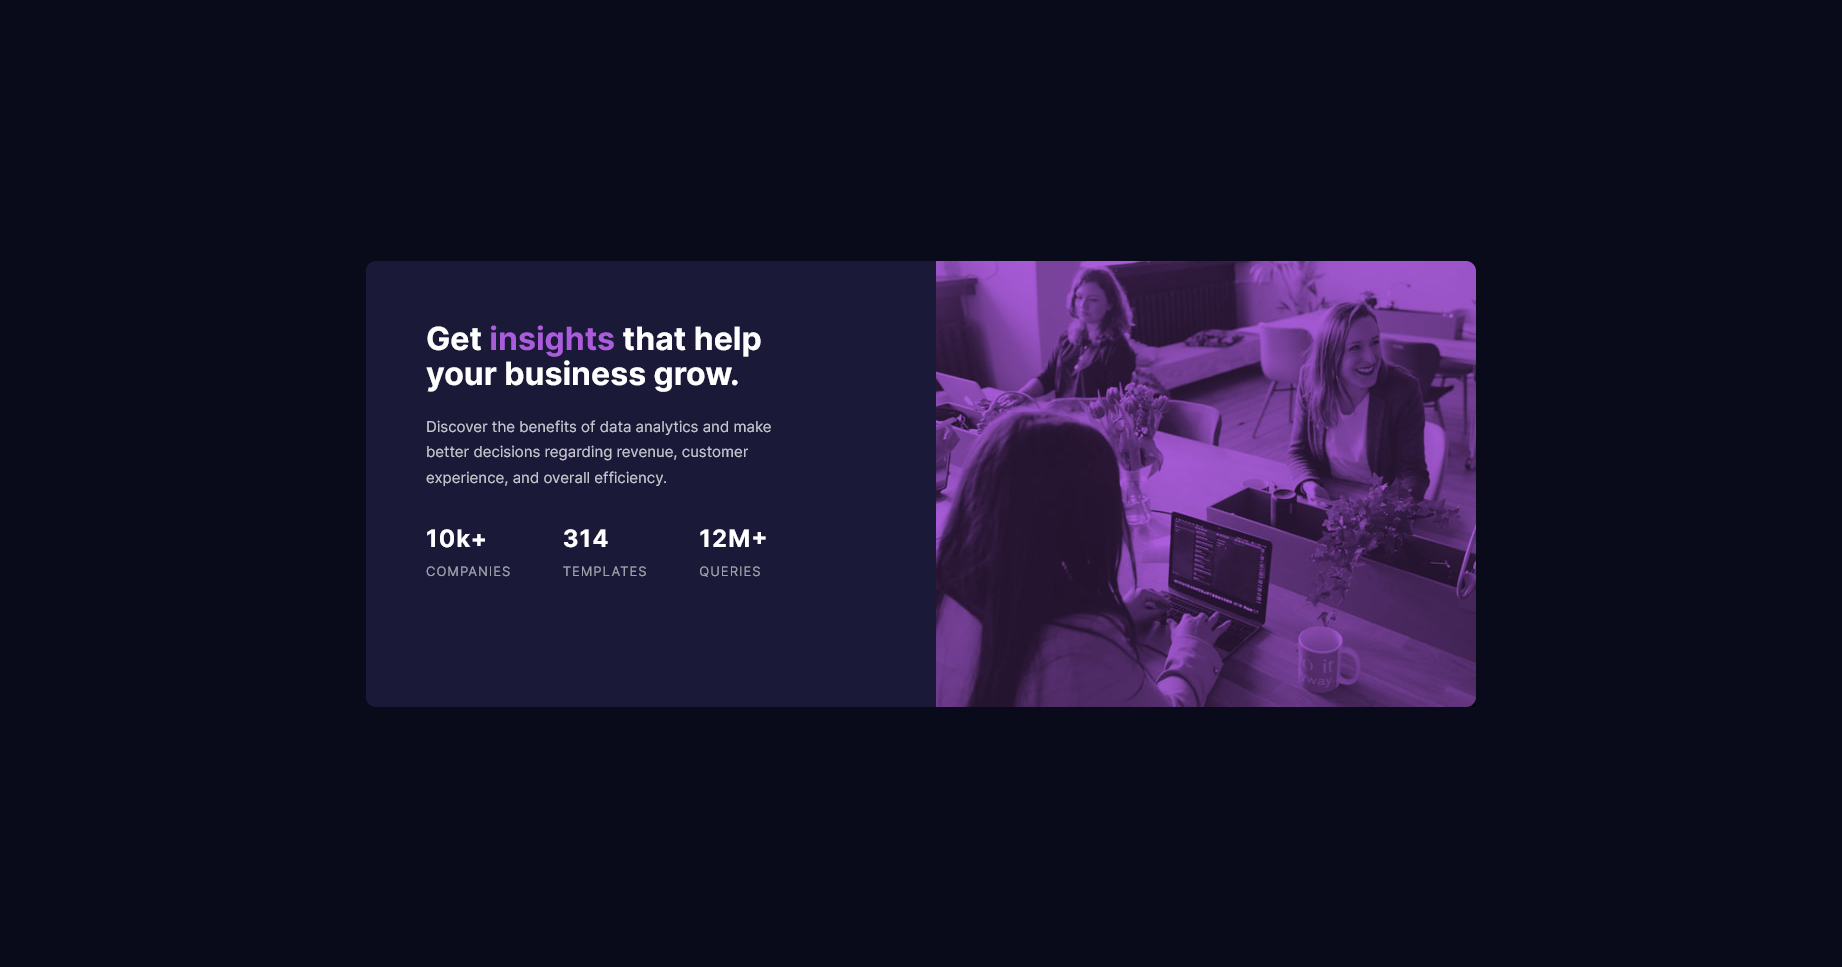 Get insights that help
your business grow.
Discover the benefits of data analytics and make
better decisions regarding revenue, customer
experience, and overall efficiency.
10k+ 314 12M+
COMPANIES TEMPLATES QUERIES